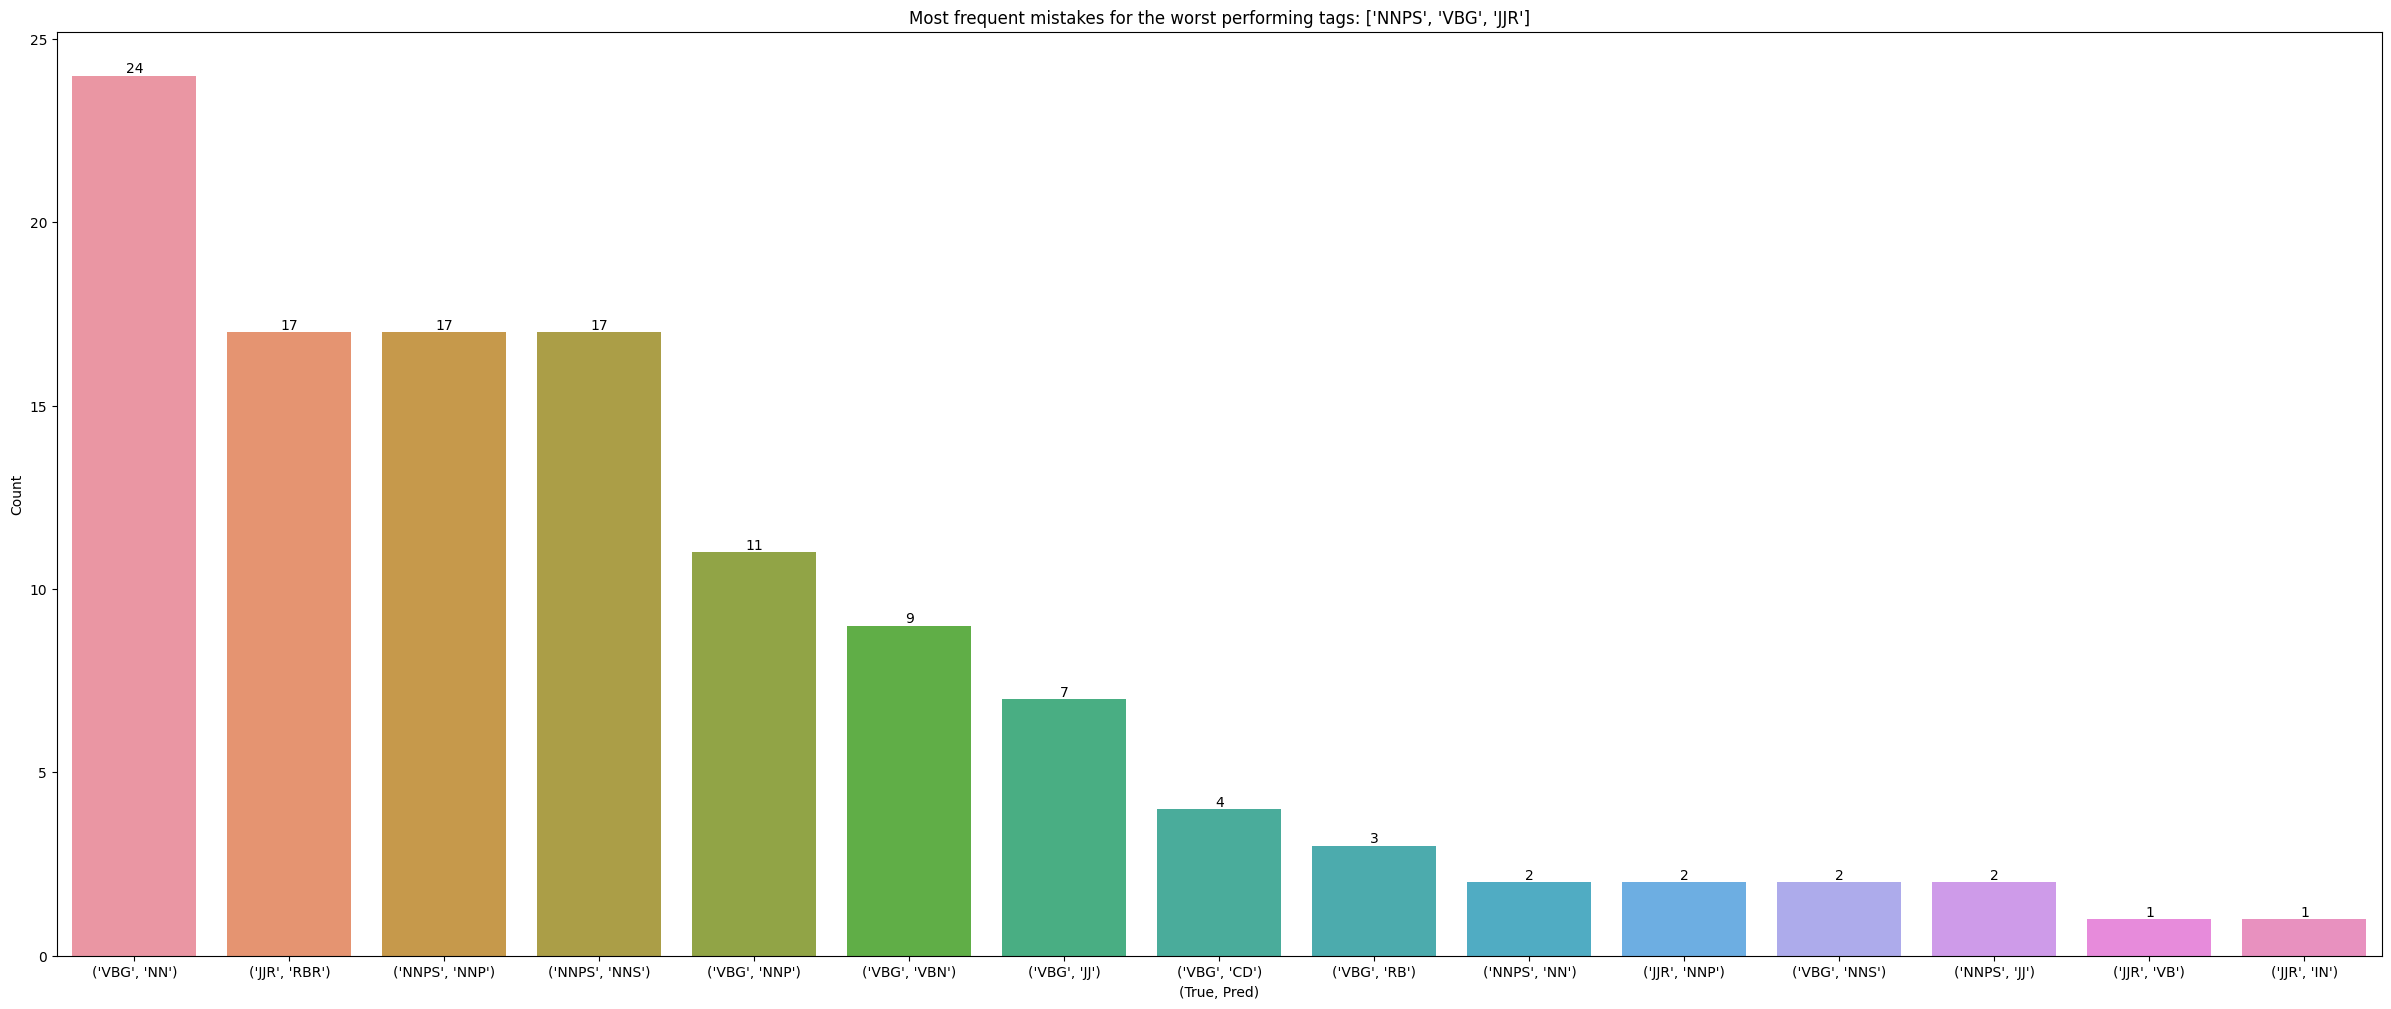 Most frequent mistakes for the worst performing tags: ['NNPS', 'VBG', 'JJR']
25
20
15
10
5
0
Count
24
17
17
17
11
9
7
4
3
2
2
2
2
1
1
('VBG', 'NN')
('JJR', 'RBR')
('NNPS', 'NNP')
('NNPS', 'NNS')
('VBG', 'NNP')
('VBG', 'VBN')
('VBG', 'JJ')
('VBG', 'CD')
('VBG', 'RB')
('NNPS', 'NN')
('JJR', 'NNP')
('VBG', 'NNS')
('NNPS', 'JJ')
('JJR', 'VB')
('JJR', 'IN')
(True, Pred)